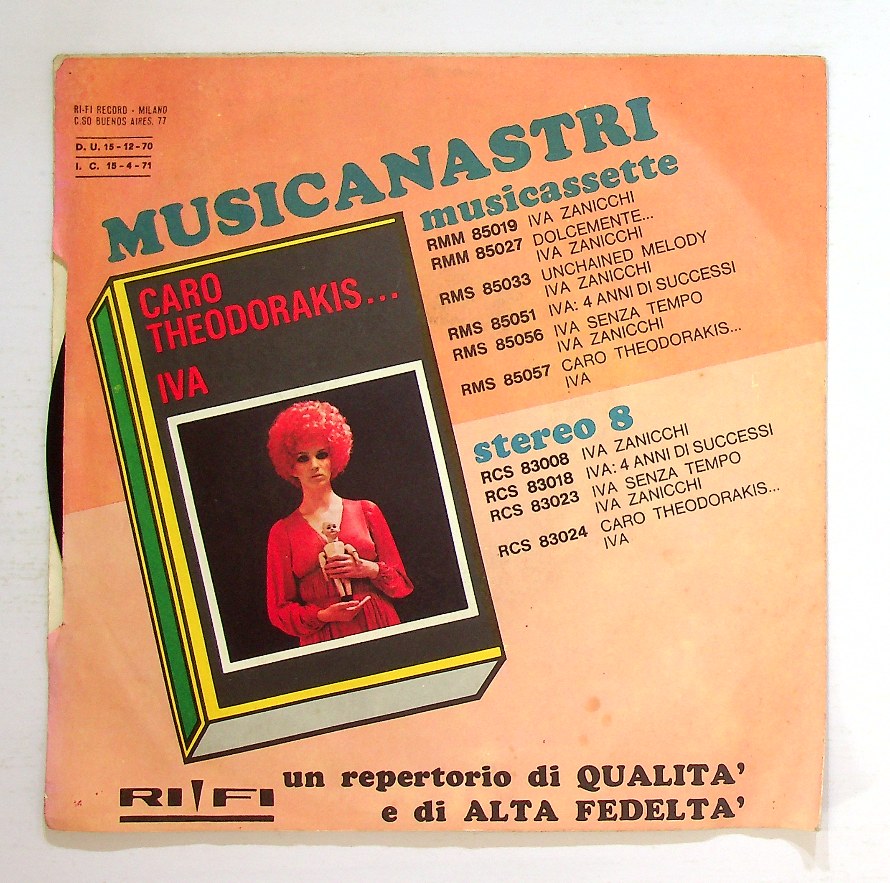 RI-FI RECORD - MILANO
C.SO BUENOS AIRES, 77
D. U. 15-12-70
I. C. 15-4-71
MUSICANASTRI
musicassette
RMM 85019 IVA ZANICCHI
RMM 85027 DOLCEMENTE...
IVA ZANICCHI
RMS 85033 UNCHAINED MELODY
IVA ZANICCHI
RMS 85051 IVA: 4 ANNI DI SUCCESSI
RMS 85056 IVA SENZA TEMPO
IVA ZANICCHI
RMS 85057 CARO THEODORAKIS...
IVA
stereo 8
RCS 83008 IVA ZANICCHI
RCS 83018 IVA: 4 ANNI DI SUCCESSI
RCS 83023 IVA SENZA TEMPO
IVA ZANICCHI
RCS 83024 CARO THEODORAKIS...
IVA
CARO
THEODORAKIS...
IVA
RI FI
un repertorio di QUALITA'
e di ALTA FEDELTA'